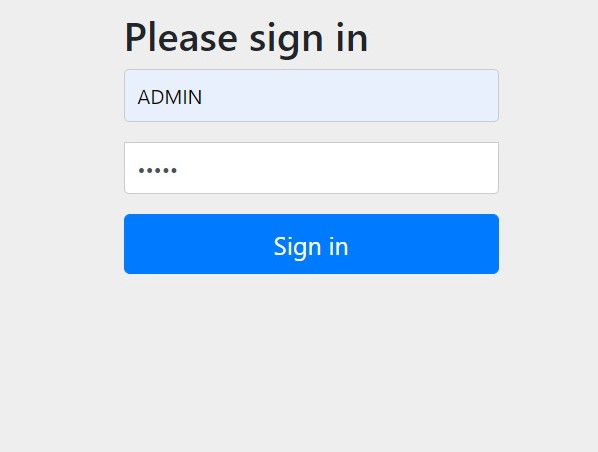 Please sign in
ADMIN
•••••
Sign in